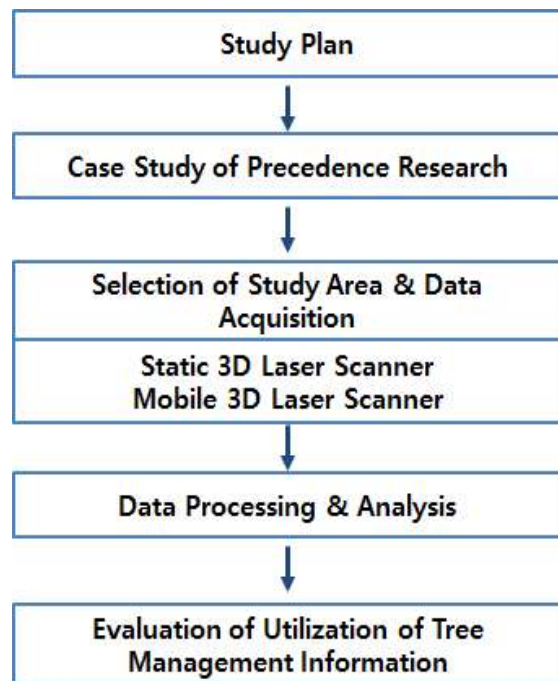 Study Plan
Case Study of Precedence Research
Selection of Study Area & Data
Acquisition
Static 3D Laser Scanner
Mobile 3D Laser Scanner
Data Processing & Analysis
Evaluation of Utilization of Tree
Management Information